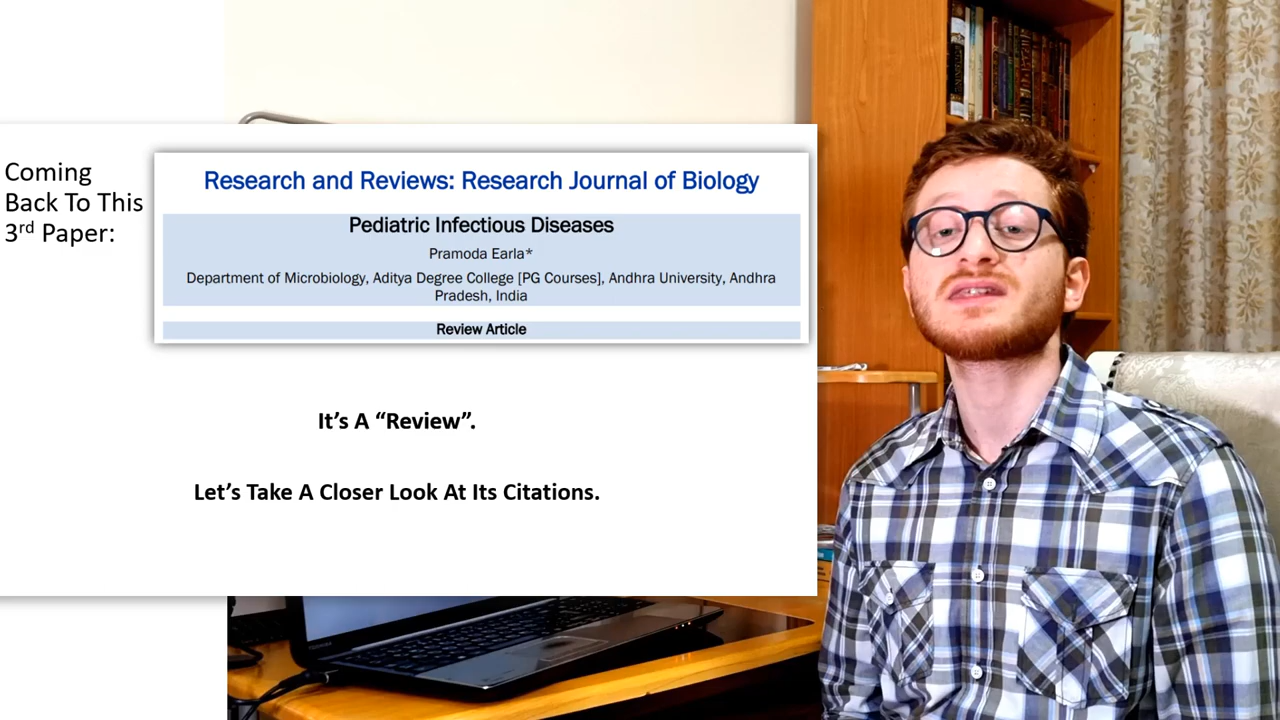 Coming
Back To This
3rd Paper:
Research and Reviews: Research Journal of Biology
Pediatric Infectious Diseases
Pramoda Earla*
Department of Microbiology, Aditya Degree College [PG Courses], Andhra University, Andhra
Pradesh, India
Review Article
It’s A “Review”.
Let’s Take A Closer Look At Its Citations.
TOSHIBA